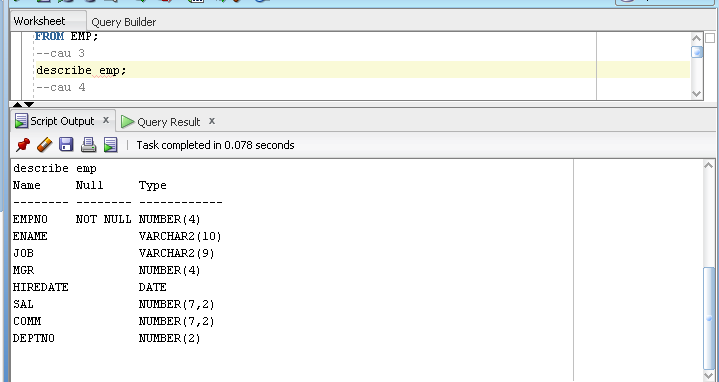 Worksheet Query Builder
FROM EMP;
--cau 3
describe emp;
--cau 4
Script Output x Query Result x
Task completed in 0.078 seconds
describe emp
Name     Null     Type
-------- -------- ------------
EMPNO    NOT NULL NUMBER(4)
ENAME             VARCHAR2(10)
JOB               VARCHAR2(9)
MGR               NUMBER(4)
HIREDATE          DATE
SAL               NUMBER(7,2)
COMM              NUMBER(7,2)
DEPTNO            NUMBER(2)